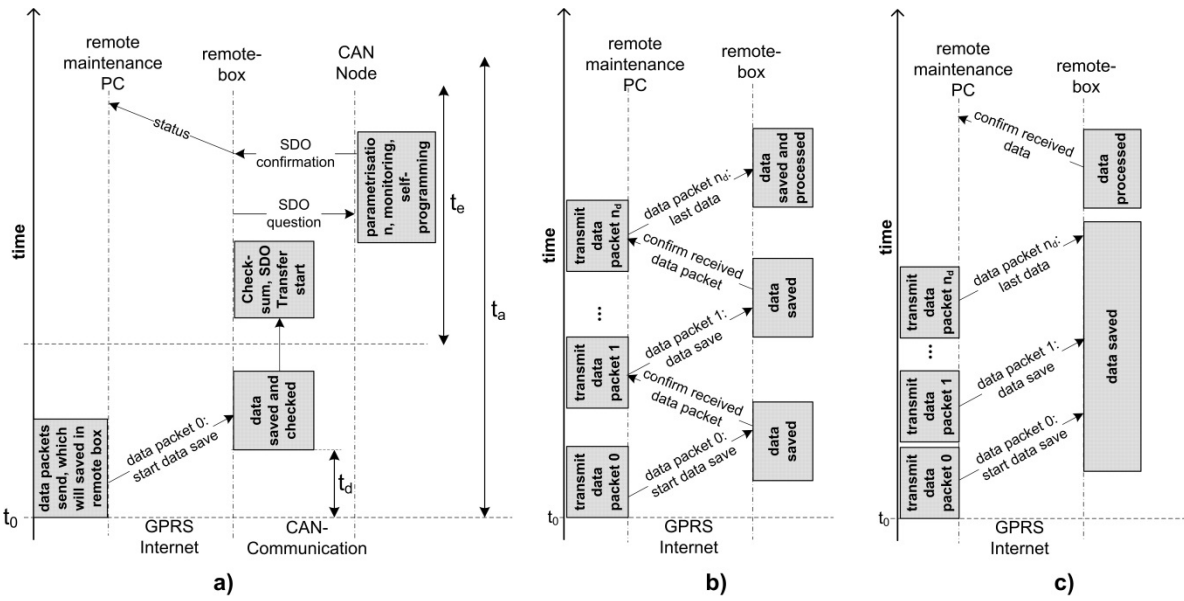 remote
maintenance
PC
remote-
box
CAN
Node
status
SDO
confirmation
SDO
question
parametrisatio
n, monitoring,
self-
programming
Check-
sum, SDO
Transfer
start
data
saved and
checked
data packets
send, which
will saved in
remote box
data packet 0:
start data save
time
t0
td
te
ta
GPRS
Internet
CAN-
Communication
a)
remote
maintenance
PC
remote-
box
data
saved and
processed
data packet nd:
last data
transmit
data
packet nd
confirm received
data packet
data
saved
...
data packet 1:
data save
transmit
data
packet 1
confirm received
data packet
data
saved
data packet 0:
start data save
transmit
data
packet 0
time
t0
GPRS
Internet
b)
remote
maintenance
PC
remote-
box
confirm received
data
data
processed
data packet nd:
last data
transmit
data
packet nd
...
data packet 1:
data save
data saved
transmit
data
packet 1
data packet 0:
start data save
transmit
data
packet 0
time
t0
GPRS
Internet
c)